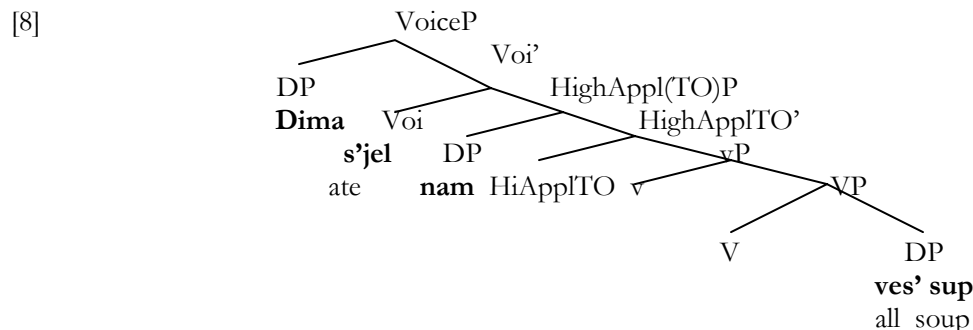 [8] VoiceP
Voi'
DP HighAppl(TO)P
Dima Voi HighApplTO'
s'jel DP vP
ate nam HiApplTO v VP
V DP
ves' sup
all soup